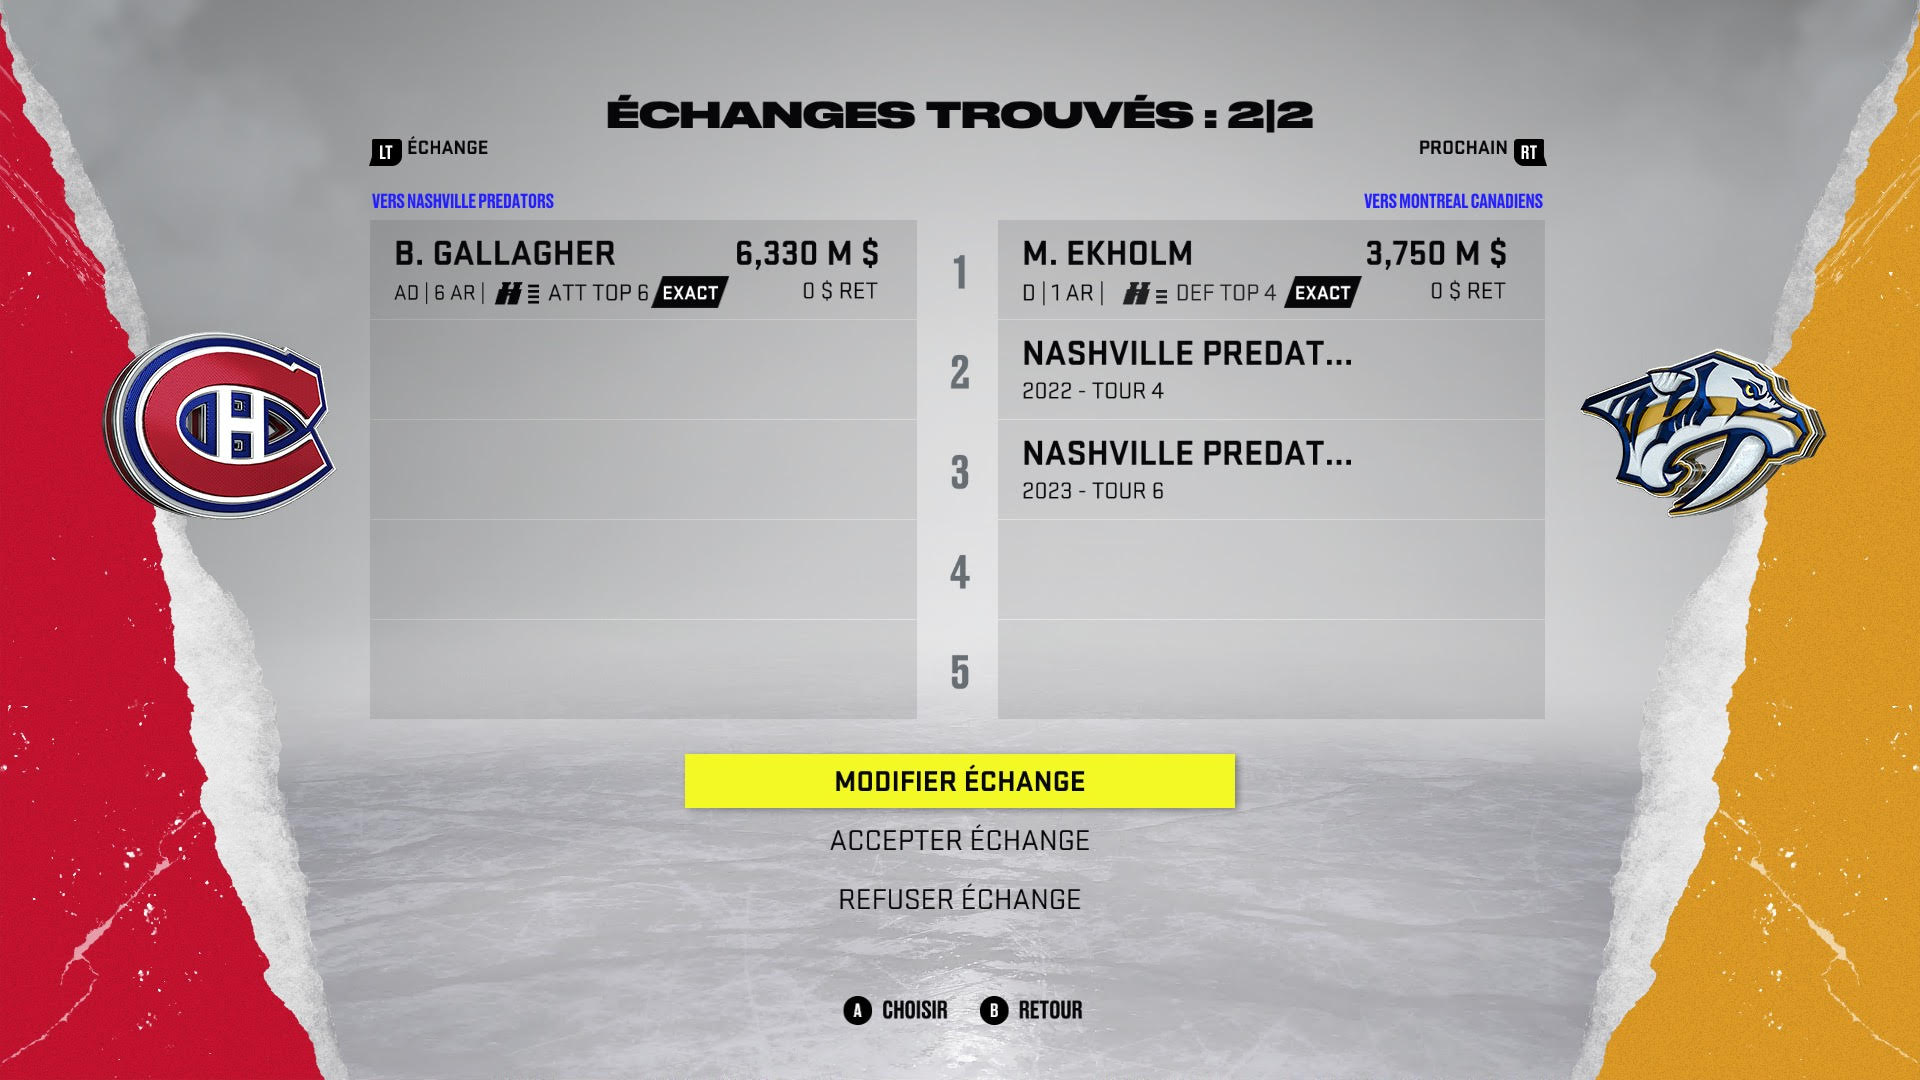 ÉCHANGES TROUVÉS : 2|2
LT ÉCHANGE
PROCHAIN RT
VERS NASHVILLE PREDATORS
VERS MONTREAL CANADIENS
B. GALLAGHER 6,330 M $
AD | 6 AR | ATT TOP 6 EXACT 0 $ RET
1
M. EKHOLM 3,750 M $
D | 1 AR | DEF TOP 4 EXACT 0 $ RET
2
NASHVILLE PREDAT...
2022 - TOUR 4
3
NASHVILLE PREDAT...
2023 - TOUR 6
4
5
MODIFIER ÉCHANGE
ACCEPTER ÉCHANGE
REFUSER ÉCHANGE
A CHOISIR B RETOUR